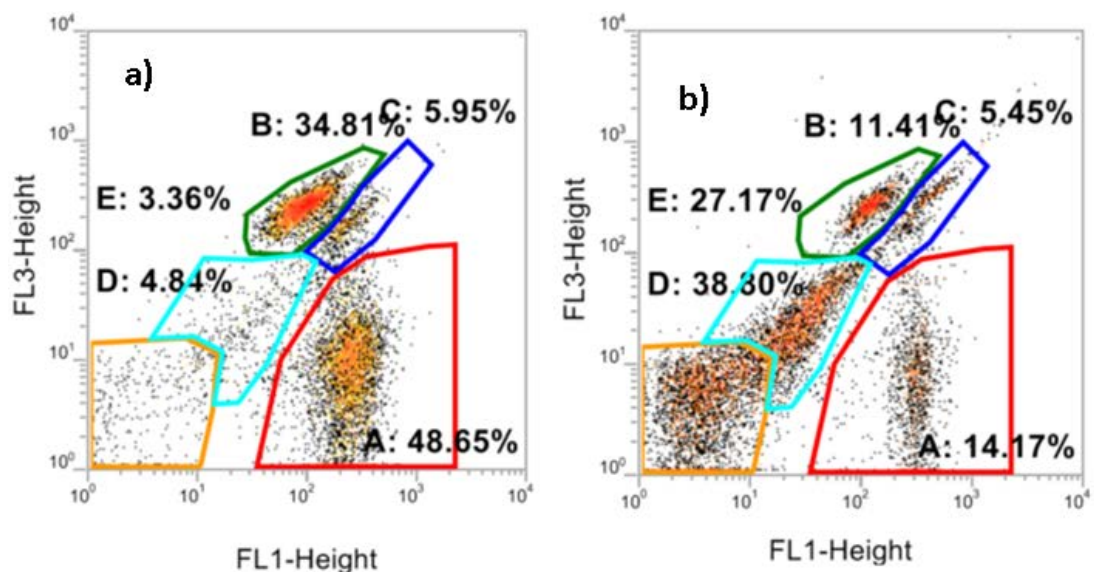 a)
10⁴
10³
10²
10¹
10⁰
FL3-Height
B: 34.81%
C: 5.95%
E: 3.36%
D: 4.84%
A: 48.65%
10⁰ 10¹ 10² 10³ 10⁴
FL1-Height
b)
10⁴
10³
10²
10¹
10⁰
FL3-Height
B: 11.41%
C: 5.45%
E: 27.17%
D: 38.80%
A: 14.17%
10⁰ 10¹ 10² 10³ 10⁴
FL1-Height